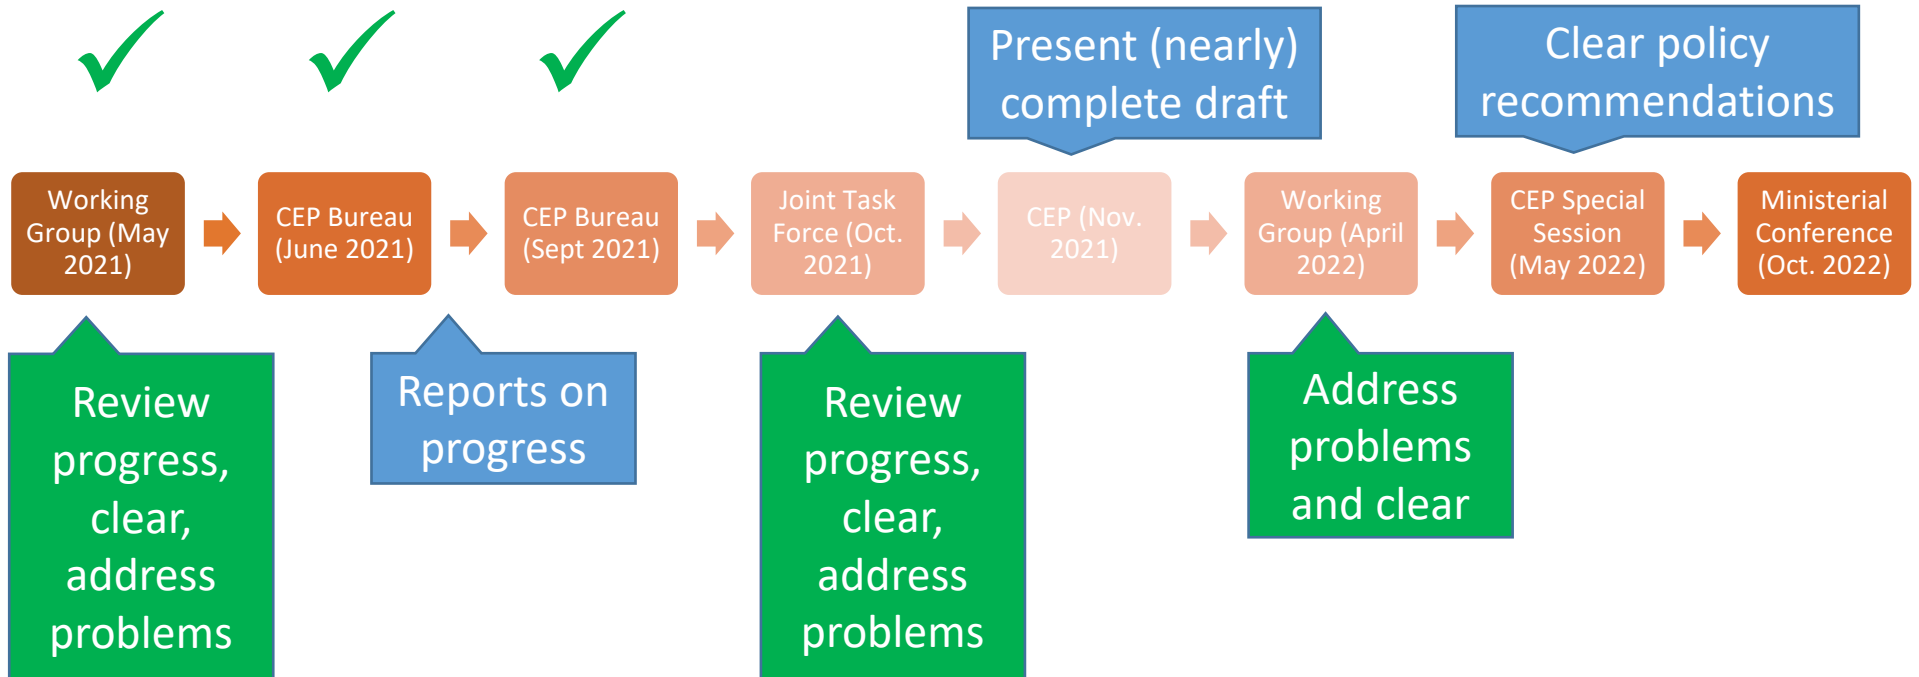 Present (nearly)
complete draft
Clear policy
recommendations
Working
Group (May
2021)
CEP Bureau
(June 2021)
CEP Bureau
(Sept 2021)
Joint Task
Force (Oct.
2021)
CEP (Nov.
2021)
Working
Group (April
2022)
CEP Special
Session
(May 2022)
Ministerial
Conference
(Oct. 2022)
Review
progress,
clear,
address
problems
Reports on
progress
Review
progress,
clear,
address
problems
Address
problems
and clear